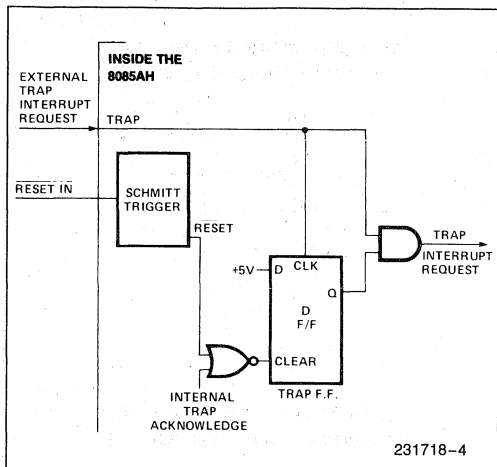 INSIDE THE
8085AH
EXTERNAL
TRAP
INTERRUPT
REQUEST
TRAP
RESET IN
SCHMITT
TRIGGER
RESET
+5V
D
CLK
Q
D
F/F
CLEAR
TRAP F.F.
TRAP
INTERRUPT
REQUEST
INTERNAL
TRAP
ACKNOWLEDGE
231718-4